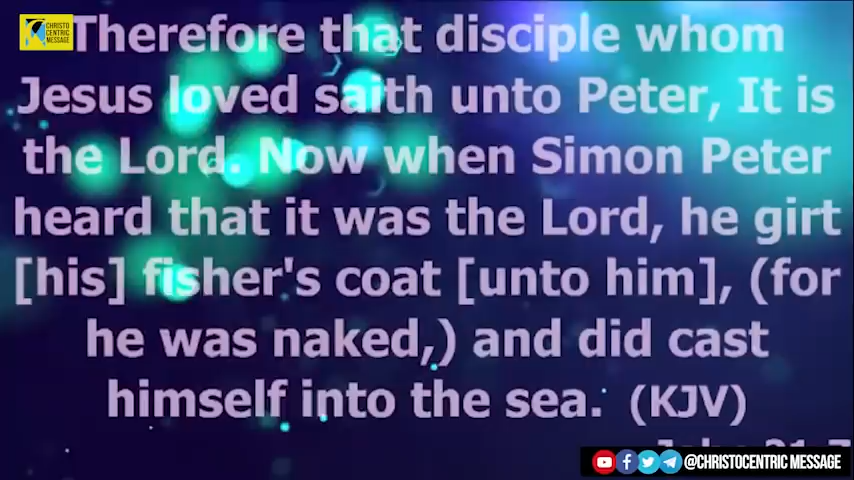 CHRISTO
CENTRIC
MESSAGE
Therefore that disciple whom
Jesus loved saith unto Peter, It is
the Lord. Now when Simon Peter
heard that it was the Lord, he girt
[his] fisher's coat [unto him], (for
he was naked,) and did cast
himself into the sea. (KJV)
@CHRISTOCENTRIC MESSAGE